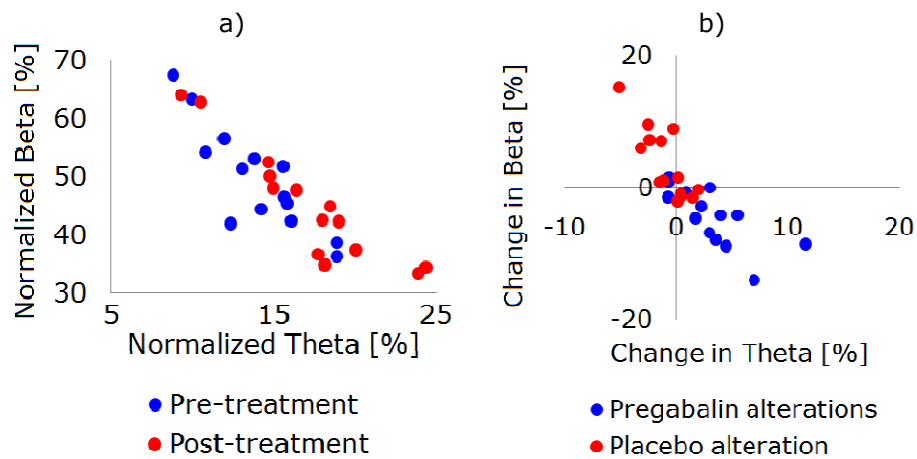 a)
Normalized Beta [%]
70
60
50
40
30
5
15
25
Normalized Theta [%]
Pre-treatment
Post-treatment
b)
Change in Beta [%]
20
0
-20
-10
0
10
20
Change in Theta [%]
Pregabalin alterations
Placebo alteration